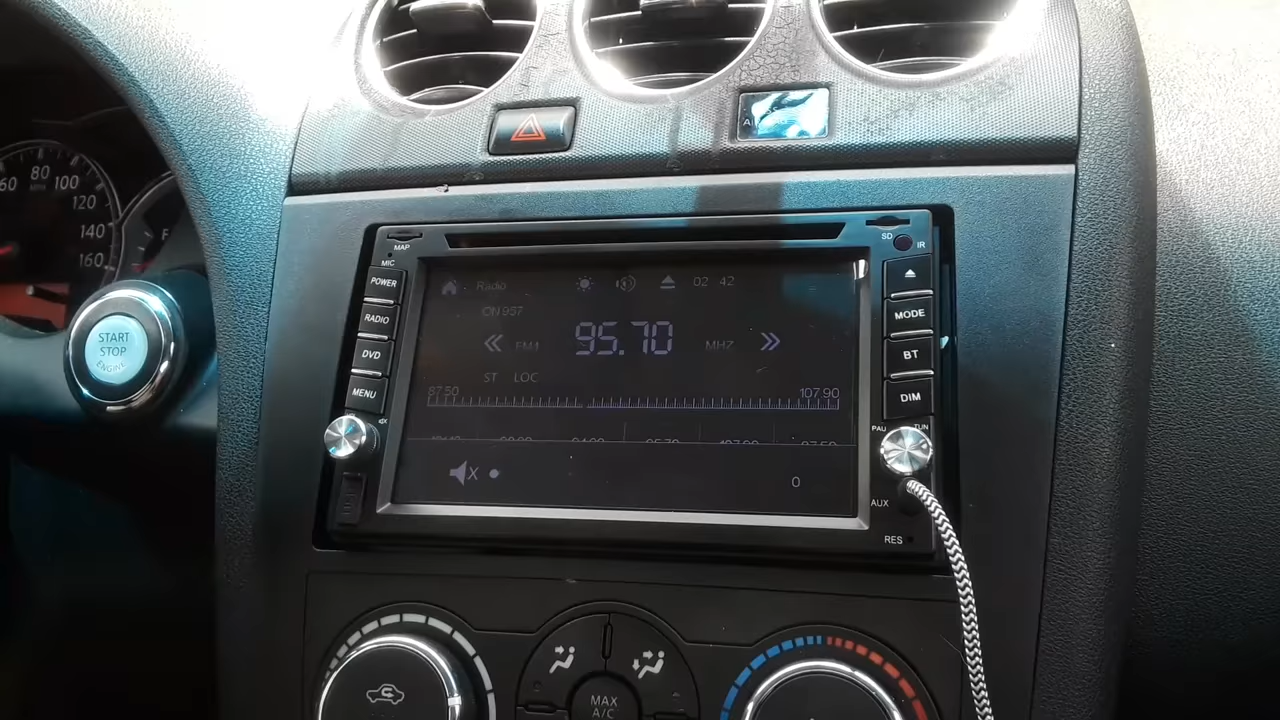 60 80 100
MPH
120
140
160
F
START
STOP
ENGINE
MAP
MIC
POWER
RADIO
DVD
MENU
SD
IR
MODE
BT
DIM
PAU
TUN
AUX
RES
Radio
02 42
ON 957
FM1
95.70
MHZ
ST LOC
87.50
107.90
X
0
MAX
A/C